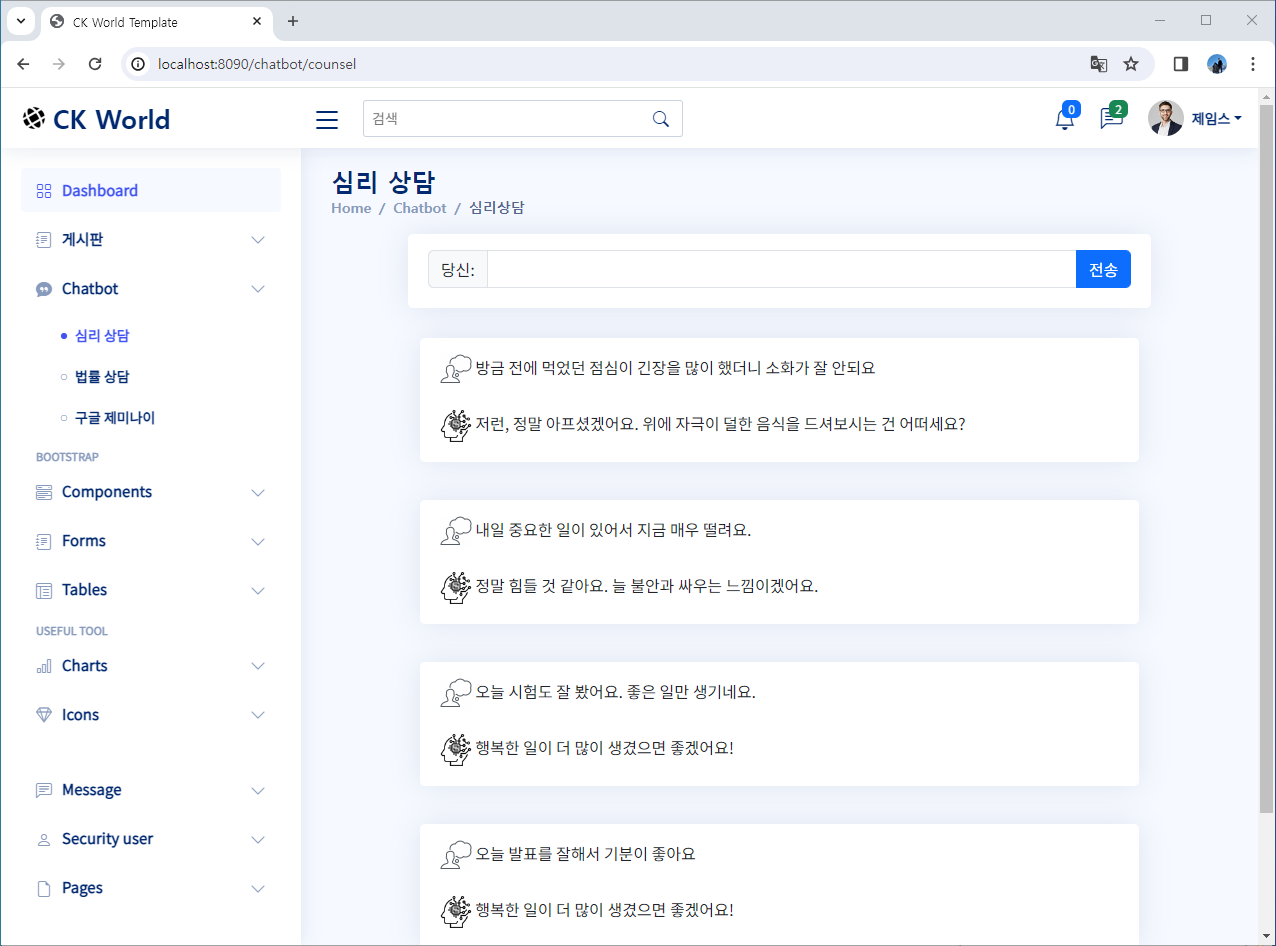 CK World Template
localhost:8090/chatbot/counsel
CK World
검색
0
2
제임스
Dashboard
게시판
Chatbot
심리 상담
법률 상담
구글 제미나이
BOOTSTRAP
Components
Forms
Tables
USEFUL TOOL
Charts
Icons
Message
Security user
Pages
심리 상담
Home / Chatbot / 심리상담
당신:
전송
방금 전에 먹었던 점심이 긴장을 많이 했더니 소화가 잘 안되요
저런, 정말 아프셨겠어요. 위에 자극이 덜한 음식을 드셔보시는 건 어떠세요?
내일 중요한 일이 있어서 지금 매우 떨려요.
정말 힘들 것 같아요. 늘 불안과 싸우는 느낌이겠어요.
오늘 시험도 잘 봤어요. 좋은 일만 생기네요.
행복한 일이 더 많이 생겼으면 좋겠어요!
오늘 발표를 잘해서 기분이 좋아요
행복한 일이 더 많이 생겼으면 좋겠어요!